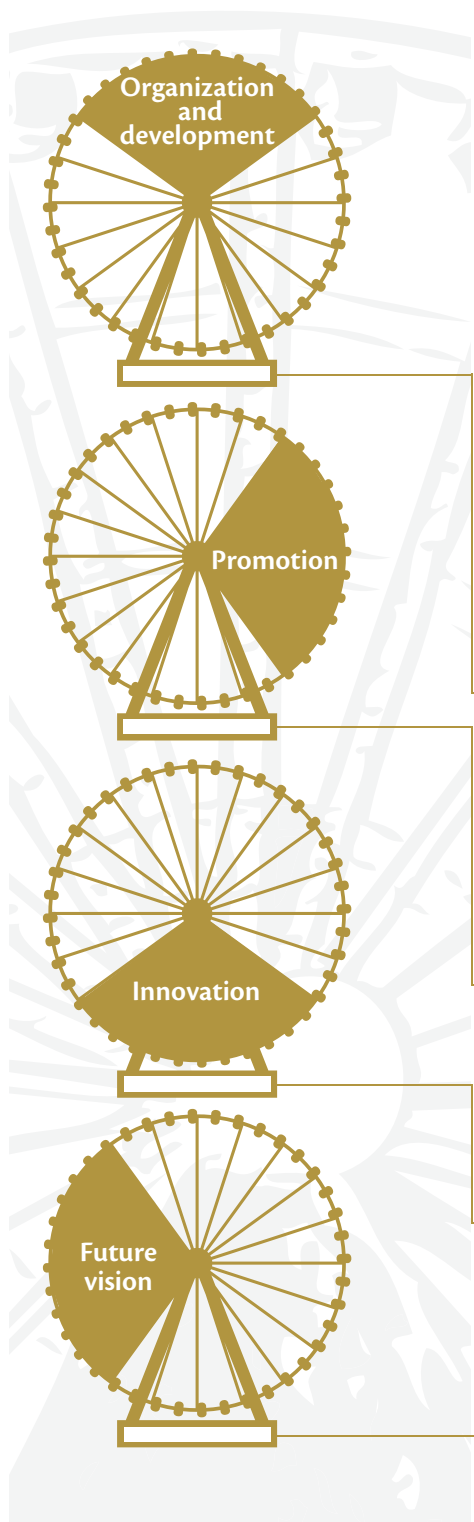 Organization
and
development
Promotion
Innovation
Future
vision